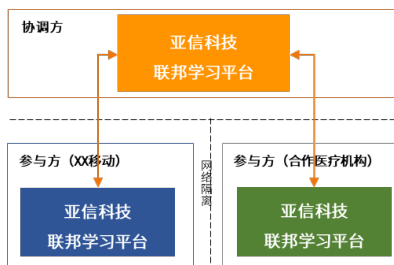 协调方
亚信科技
联邦学习平台
参与方（XX移动）
亚信科技
联邦学习平台
网络隔离
参与方（合作医疗机构）
亚信科技
联邦学习平台